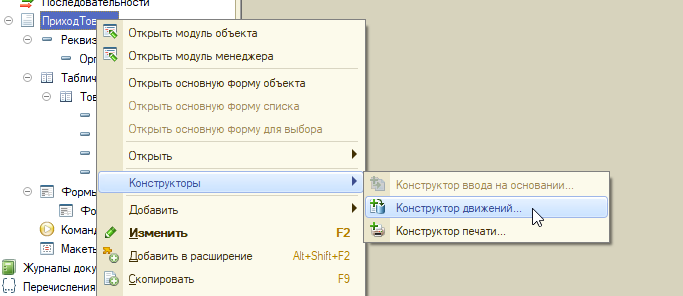 Последовательности
ПриходТов
Реквиз
Орг
Таблич
Тов
Формы
Фо
Команд
Макеть
Журналы доку
Перечисления
Открыть модуль объекта
Открыть модуль менеджера
Открыть основную форму объекта
Открыть основную форму списка
Открыть основную форму для выбора
Открыть
Конструкторы
Добавить
Изменить F2
Добавить в расширение Alt+Shift+F2
Скопировать F9
Конструктор ввода на основании...
Конструктор движений...
Конструктор печати...